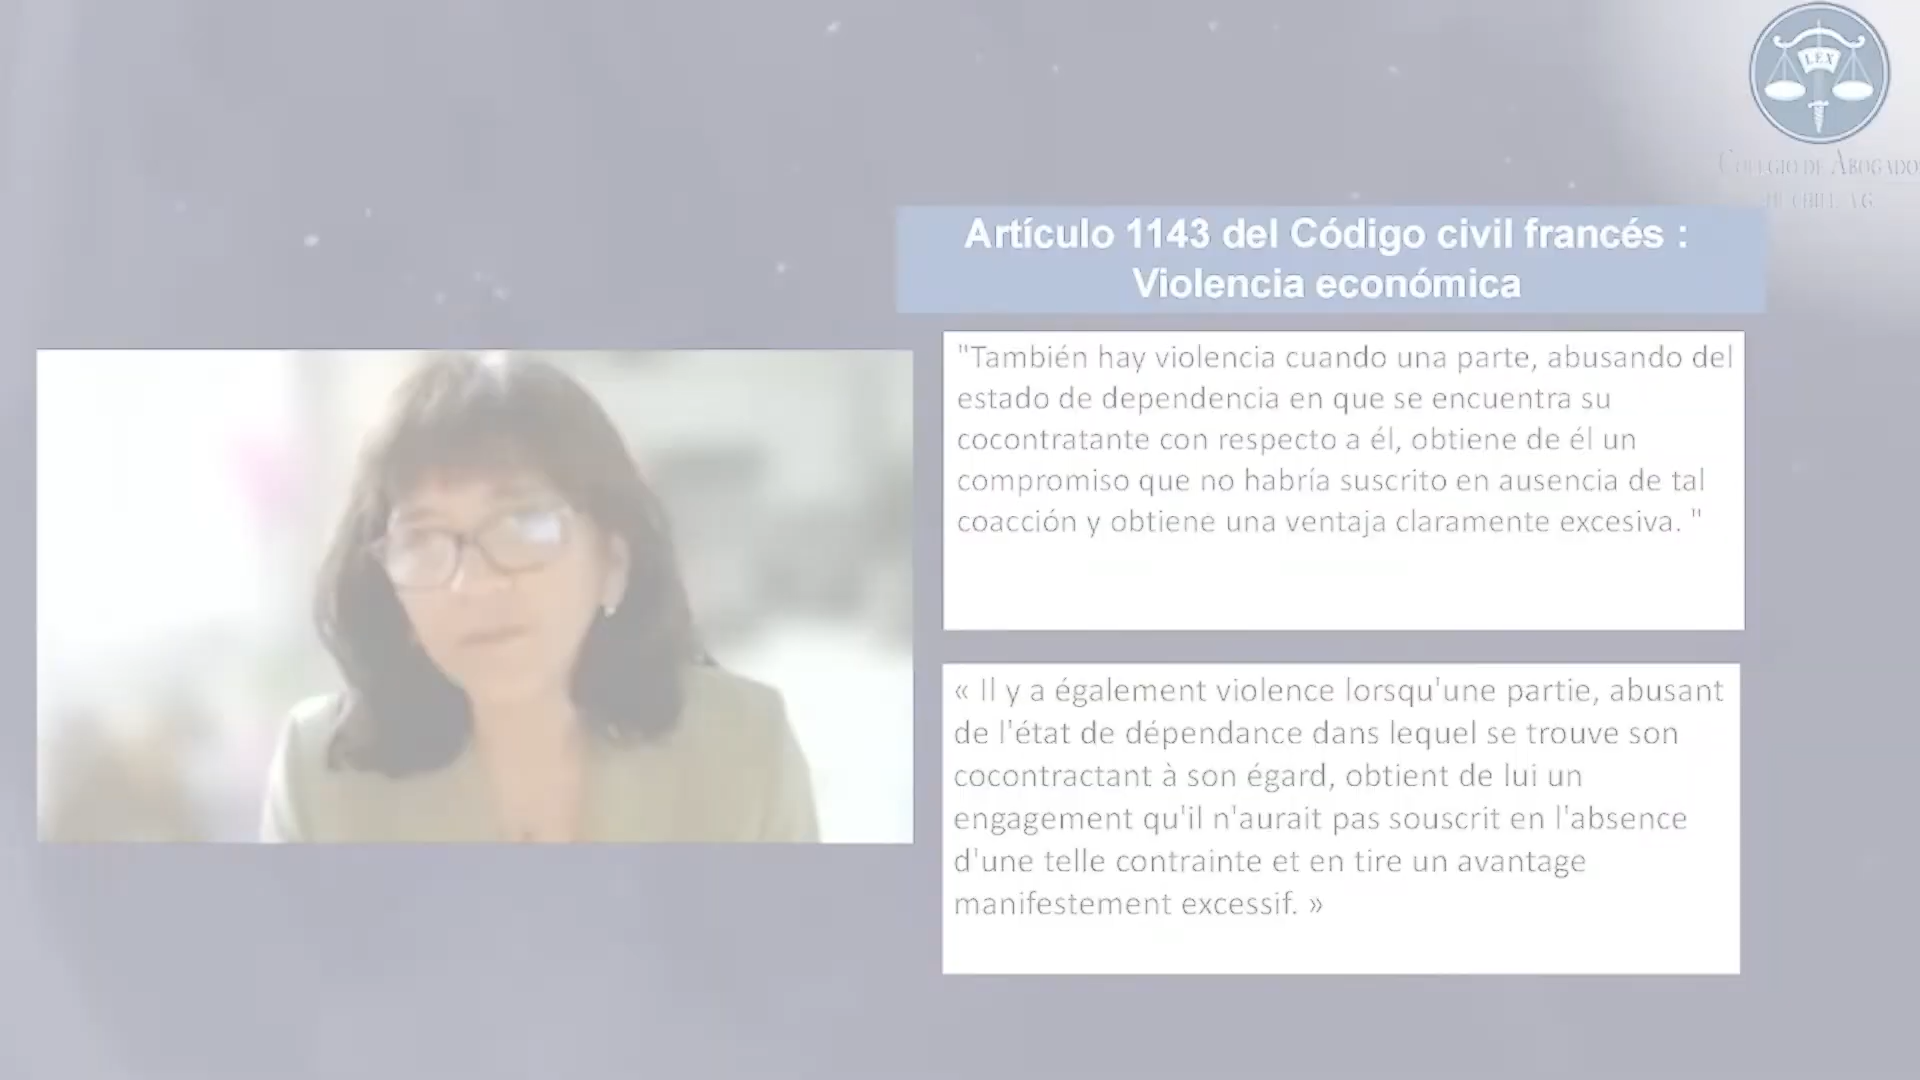 LEX
COLEGIO DE ABOGADO
DE CHILE A.G
Artículo 1143 del Código civil francés :
Violencia económica
"También hay violencia cuando una parte, abusando del
estado de dependencia en que se encuentra su
cocontratante con respecto a él, obtiene de él un
compromiso que no habría suscrito en ausencia de tal
coacción y obtiene una ventaja claramente excesiva. "
« Il y a également violence lorsqu'une partie, abusant
de l'état de dépendance dans lequel se trouve son
cocontractant à son égard, obtient de lui un
engagement qu'il n'aurait pas souscrit en l'absence
d'une telle contrainte et en tire un avantage
manifestement excessif. »